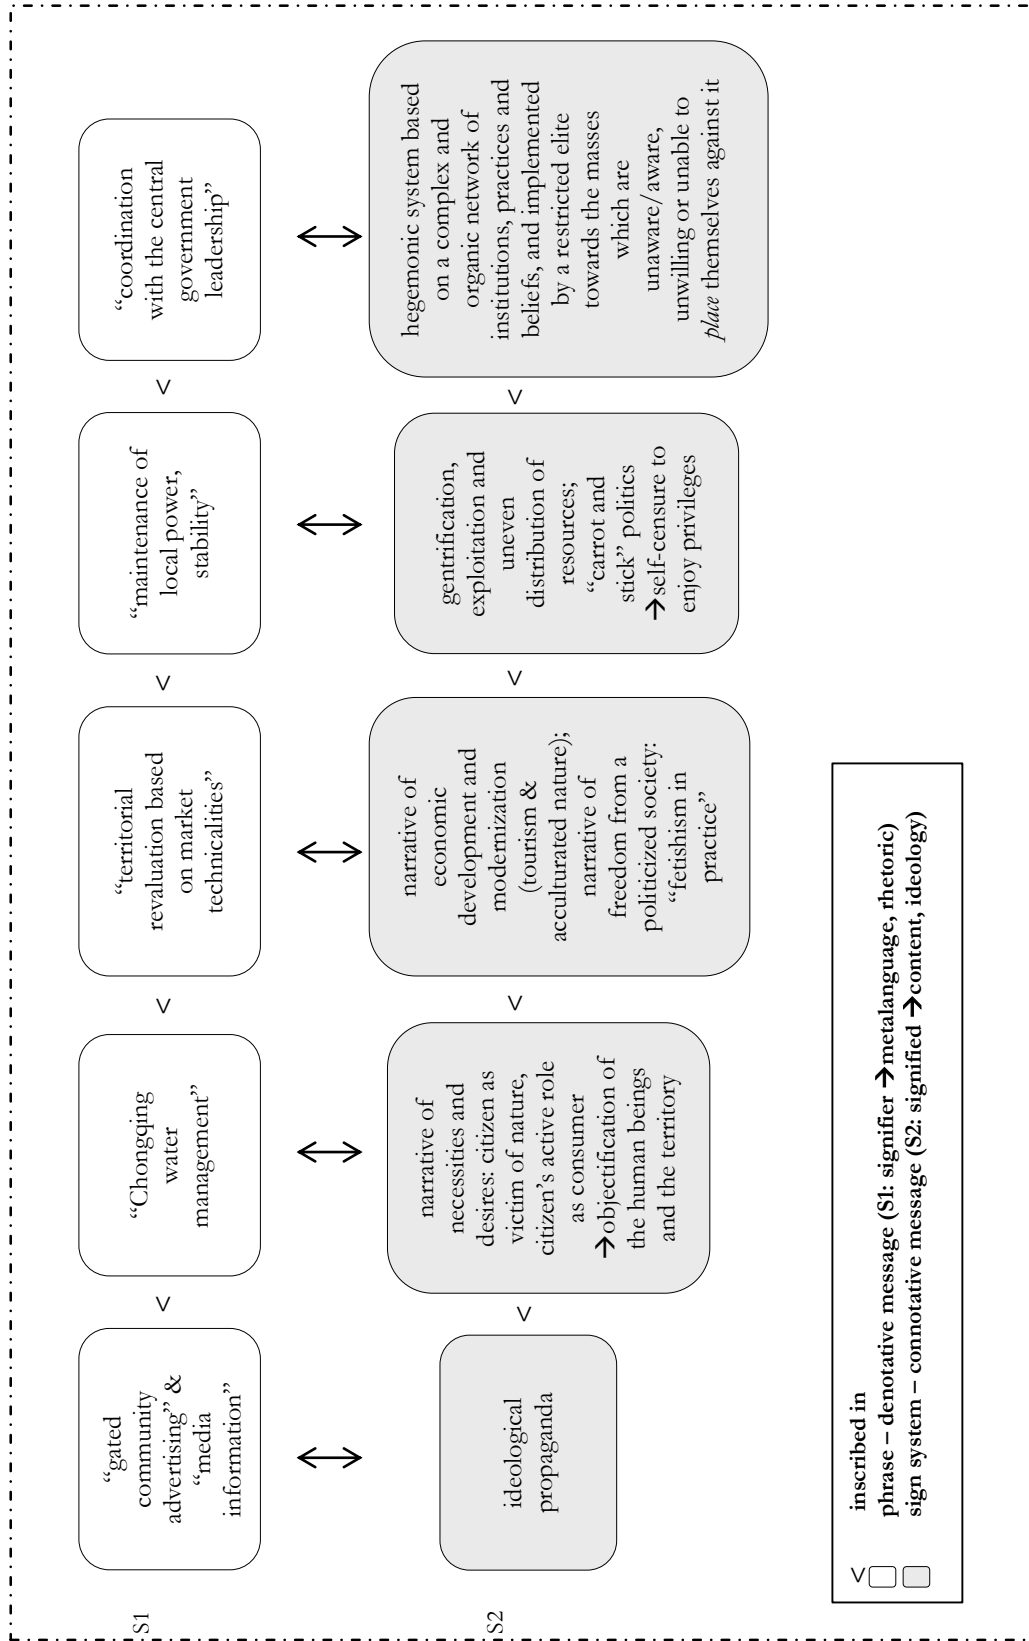 S1
“gated
community
advertising” &
“media
information”
<
“Chongqing
water
management”
<
“territorial
revaluation based
on market
technicalities”
<
“maintenance of
local power,
stability”
<
“coordination
with the central
government
leadership”
S2
ideological
propaganda
<
narrative of
necessities and
desires: citizen as
victim of nature,
citizen’s active role
as consumer
→objectification of
the human beings
and the territory
<
narrative of
economic
development and
modernization
(tourism &
acculturated nature);
narrative of
freedom from a
politicized society:
“fetishism in
practice”
<
gentrification,
exploitation and
uneven
distribution of
resources;
“carrot and
stick” politics
→self-censure to
enjoy privileges
<
hegemonic system based
on a complex and
organic network of
institutions, practices and
beliefs, and implemented
by a restricted elite
towards the masses
which are
unaware/aware,
unwilling or unable to
place themselves against it
< inscribed in
phrase – denotative message (S1: signifier →metalanguage, rhetoric)
sign system – connotative message (S2: signified →content, ideology)